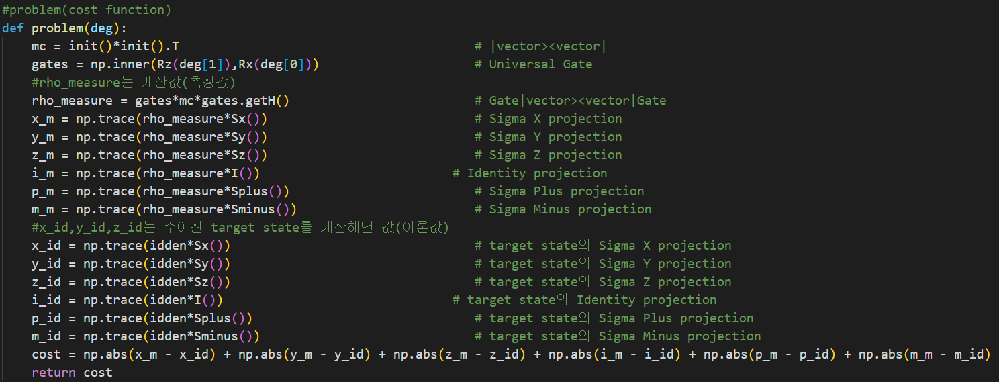 #problem(cost function)
def problem(deg):
    mc = init()*init().T                                        # |vector><vector|
    gates = np.inner(Rz(deg[1]),Rx(deg[0]))                     # Universal Gate
    #rho_measure는 계산값(측정값)
    rho_measure = gates*mc*gates.getH()                         # Gate|vector><vector|Gate
    x_m = np.trace(rho_measure*Sx())                            # Sigma X projection
    y_m = np.trace(rho_measure*Sy())                            # Sigma Y projection
    z_m = np.trace(rho_measure*Sz())                            # Sigma Z projection
    i_m = np.trace(rho_measure*I())                          # Identity projection
    p_m = np.trace(rho_measure*Splus())                         # Sigma Plus projection
    m_m = np.trace(rho_measure*Sminus())                        # Sigma Minus projection
    #x_id,y_id,z_id는 주어진 target state를 계산해낸 값(이론값)
    x_id = np.trace(idden*Sx())                                 # target state의 Sigma X projection
    y_id = np.trace(idden*Sy())                                 # target state의 Sigma Y projection
    z_id = np.trace(idden*Sz())                                 # target state의 Sigma Z projection
    i_id = np.trace(idden*I())                               # target state의 Identity projection
    p_id = np.trace(idden*Splus())                              # target state의 Sigma Plus projection
    m_id = np.trace(idden*Sminus())                             # target state의 Sigma Minus projection
    cost = np.abs(x_m - x_id) + np.abs(y_m - y_id) + np.abs(z_m - z_id) + np.abs(i_m - i_id) + np.abs(p_m - p_id) + np.abs(m_m - m_id)
    return cost